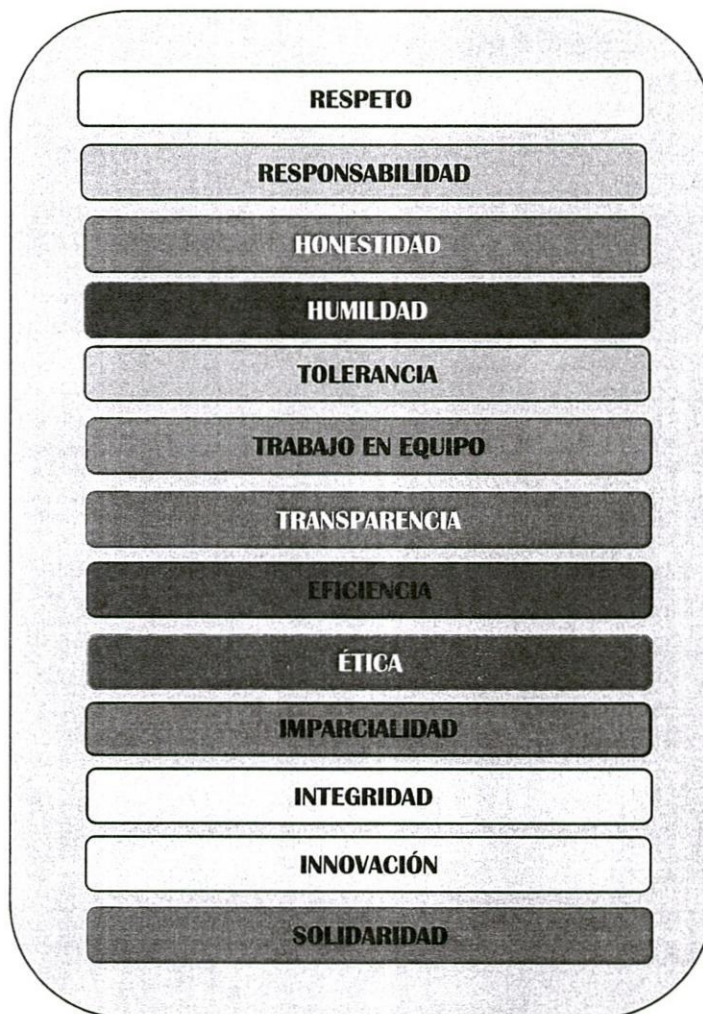 RESPETO
RESPONSABILIDAD
HONESTIDAD
HUMILDAD
TOLERANCIA
TRABAJO EN EQUIPO
TRANSPARENCIA
EFICIENCIA
ÉTICA
IMPARCIALIDAD
INTEGRIDAD
INNOVACIÓN
SOLIDARIDAD